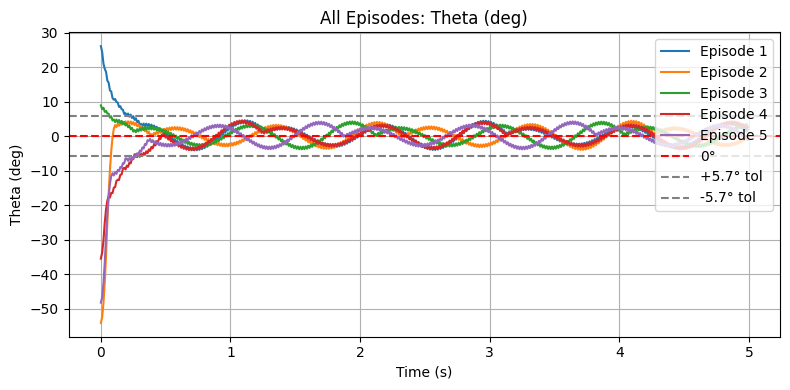 All Episodes: Theta (deg)
Theta (deg)
30
20
10
0
−10
−20
−30
−40
−50
0
1
2
3
4
5
Time (s)
Episode 1
Episode 2
Episode 3
Episode 4
Episode 5
0°
+5.7° tol
-5.7° tol